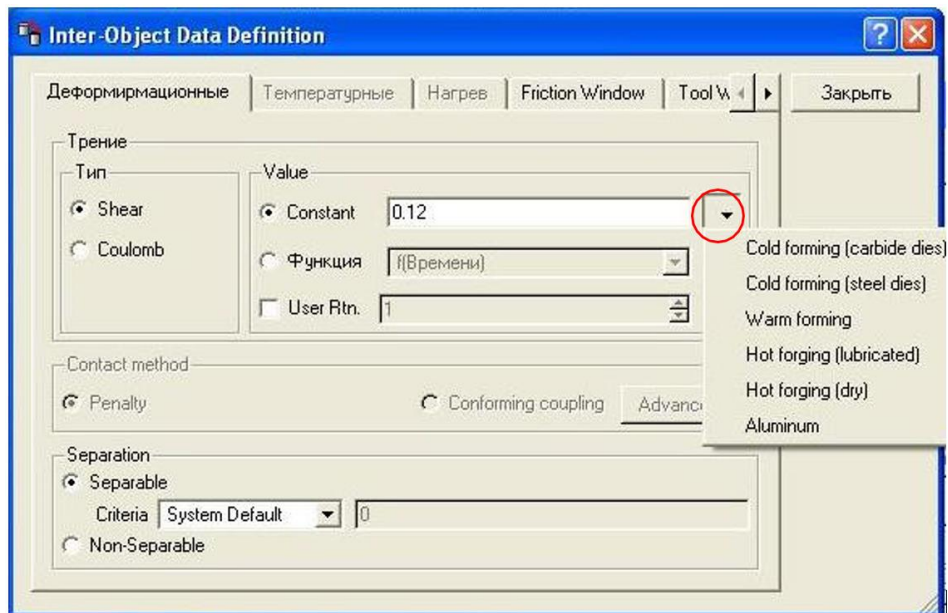 Inter-Object Data Definition
Деформирмационные Температурные Нагрев Friction Window Tool W
Закрыть
Трение
Тип
Shear
Coulomb
Value
Constant 0.12
Функция f(Времени)
User Rtn. 1
Cold forming (carbide dies)
Cold forming (steel dies)
Warm forming
Hot forging (lubricated)
Hot forging (dry)
Aluminum
Contact method
Penalty Conforming coupling Advanc
Separation
Separable
Criteria System Default 0
Non-Separable